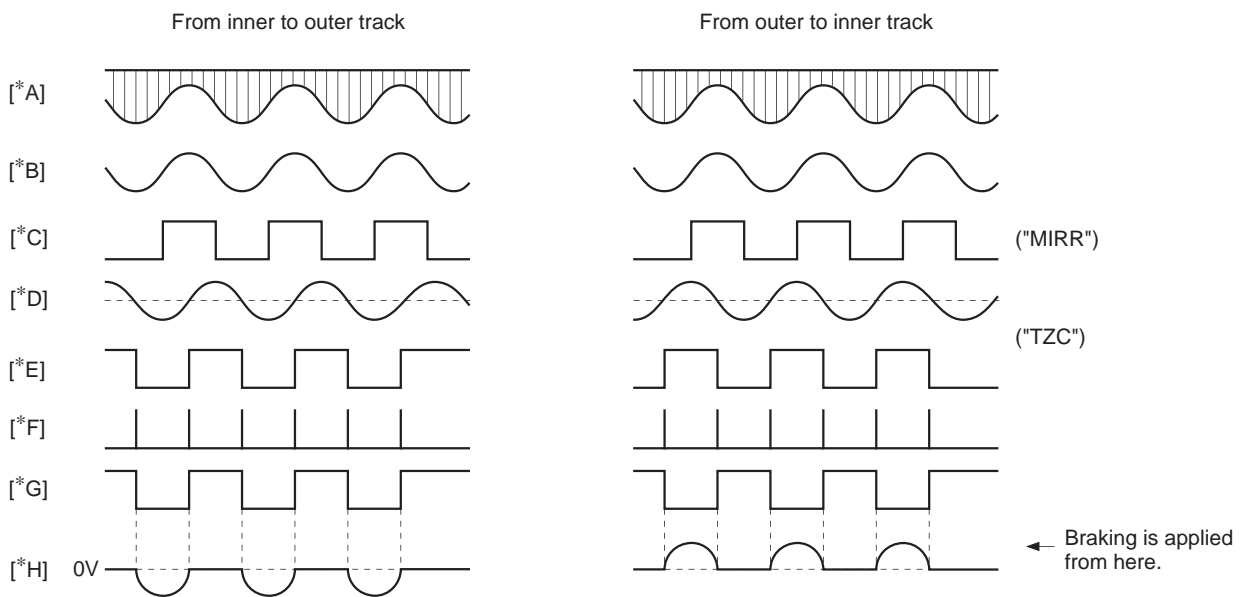 From inner to outer track
From outer to inner track
[*A]
[*B]
[*C]
("MIRR")
[*D]
("TZC")
[*E]
[*F]
[*G]
[*H] 0V
Braking is applied
from here.